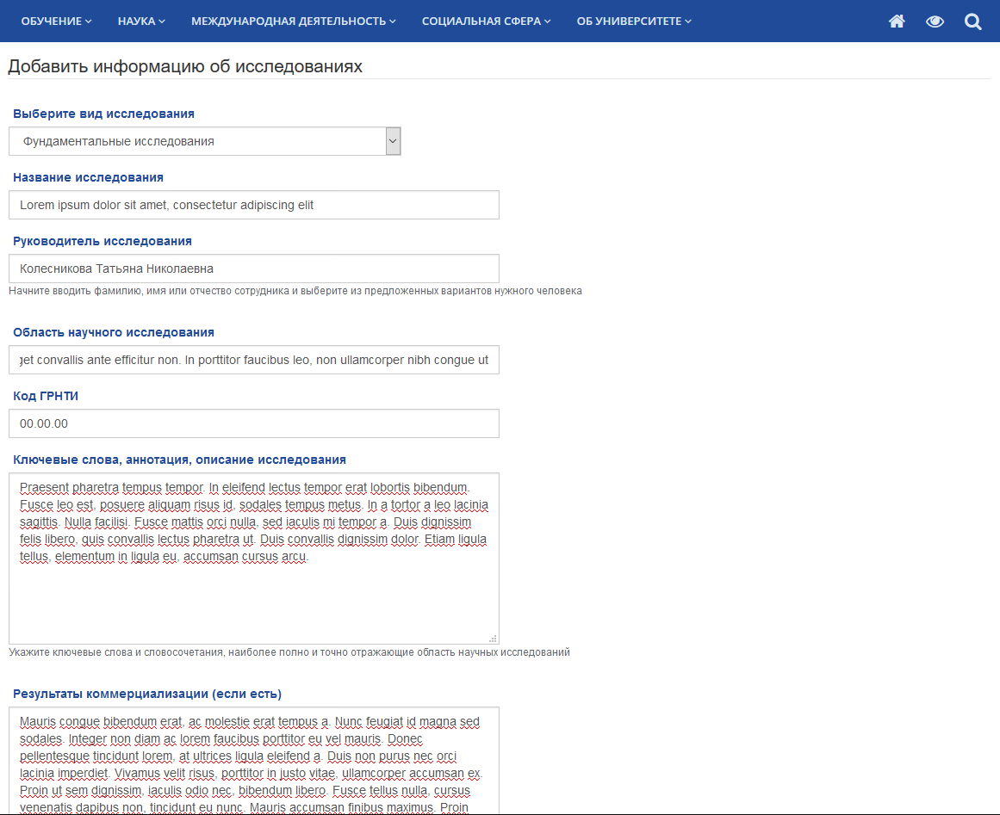 ОБУЧЕНИЕ НАУКА МЕЖДУНАРОДНАЯ ДЕЯТЕЛЬНОСТЬ СОЦИАЛЬНАЯ СФЕРА ОБ УНИВЕРСИТЕТЕ
Добавить информацию об исследованиях
Выберите вид исследования
Фундаментальные исследования
Название исследования
Lorem ipsum dolor sit amet, consectetur adipiscing elit
Руководитель исследования
Колесникова Татьяна Николаевна
Начните вводить фамилию, имя или отчество сотрудника и выберите из предложенных вариантов нужного человека
Область научного исследования
get convallis ante efficitur non. In porttitor faucibus leo, non ullamcorper nibh congue ut
Код ГРНТИ
00.00.00
Ключевые слова, аннотация, описание исследования
Praesent pharetra tempus tempor. In eleifend lectus tempor erat lobortis bibendum.
Fusce leo est, posuere aliquam risus id, sodales tempus metus. In a tortor a leo lacinia
sagittis. Nulla facilisi. Fusce mattis orci nulla, sed iaculis mi tempor a. Duis dignissim
felis libero, quis convallis lectus pharetra ut. Duis convallis dignissim dolor. Etiam ligula
tellus, elementum in ligula eu, accumsan cursus arcu.
Укажите ключевые слова и словосочетания, наиболее полно и точно отражающие область научных исследований
Результаты коммерциализации (если есть)
Mauris congue bibendum erat, ac molestie erat tempus a. Nunc feugiat id magna sed
sodales. Integer non diam ac lorem faucibus porttitor eu vel mauris. Donec
pellentesque tincidunt lorem, at ultrices ligula eleifend a. Duis non purus nec orci
lacinia imperdiet. Vivamus velit risus, porttitor in justo vitae, ullamcorper accumsan ex.
Proin ut sem dignissim, iaculis odio nec, bibendum libero. Fusce tellus nulla, cursus
venenatis dapibus non, tincidunt eu nunc. Mauris accumsan finibus maximus. Proin